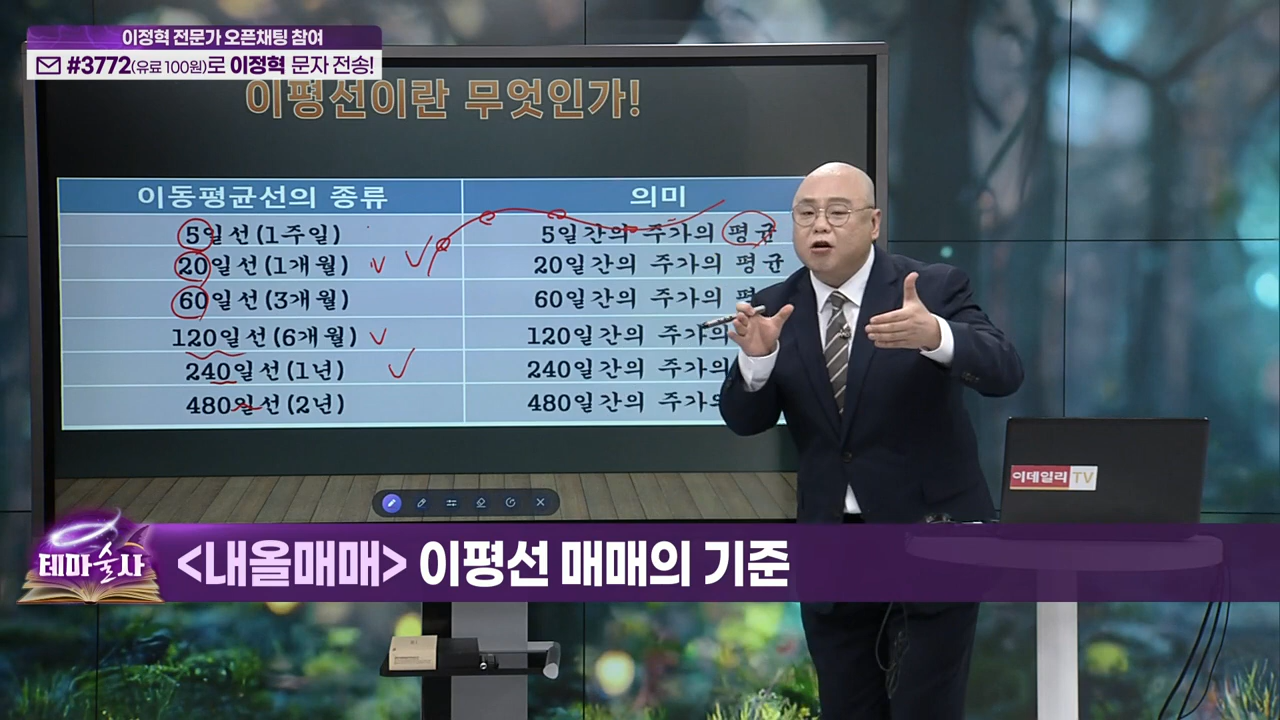 이정혁 전문가 오픈채팅 참여
#3772(유료 100원)로 이정혁 문자 전송!
이평선이란 무엇인가!
이동평균선의 종류 의미
5일선(1주일) 5일간의 주가의 평균
20일선(1개월) 20일간의 주가의 평균
60일선(3개월) 60일간의 주가의
120일선(6개월) 120일간의 주가의
240일선(1년) 240일간의 주가의
480일선(2년) 480일간의 주가의
이데일리 TV
테마술사
<내올매매> 이평선 매매의 기준